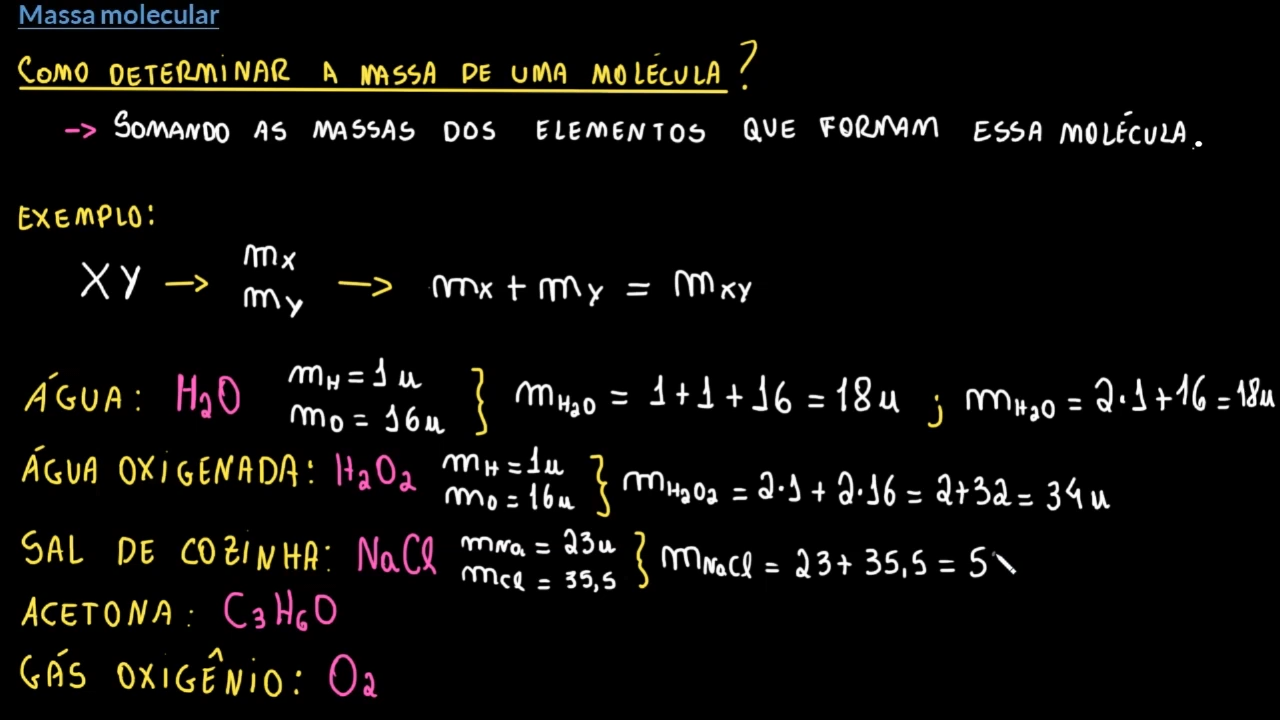 Massa molecular
COMO DETERMINAR A MASSA DE UMA MOLÉCULA?
→ SOMANDO AS MASSAS DOS ELEMENTOS QUE FORMAM ESSA MOLÉCULA.
EXEMPLO:
XY → mx my → mx + my = mxy
ÁGUA: H₂O mH = 1u mO = 16u } mH₂O = 1+1+16 = 18u ; mH₂O = 2·1+16 = 18u
ÁGUA OXIGENADA: H₂O₂ mH = 1u mO = 16u } mH₂O₂ = 2·1 + 2·16 = 2+32 = 34u
SAL DE COZINHA: NaCl mNa = 23u mCl = 35,5 } mNaCl = 23 + 35,5 = 5
ACETONA: C₃H₆O
GÁS OXIGÊNIO: O₂